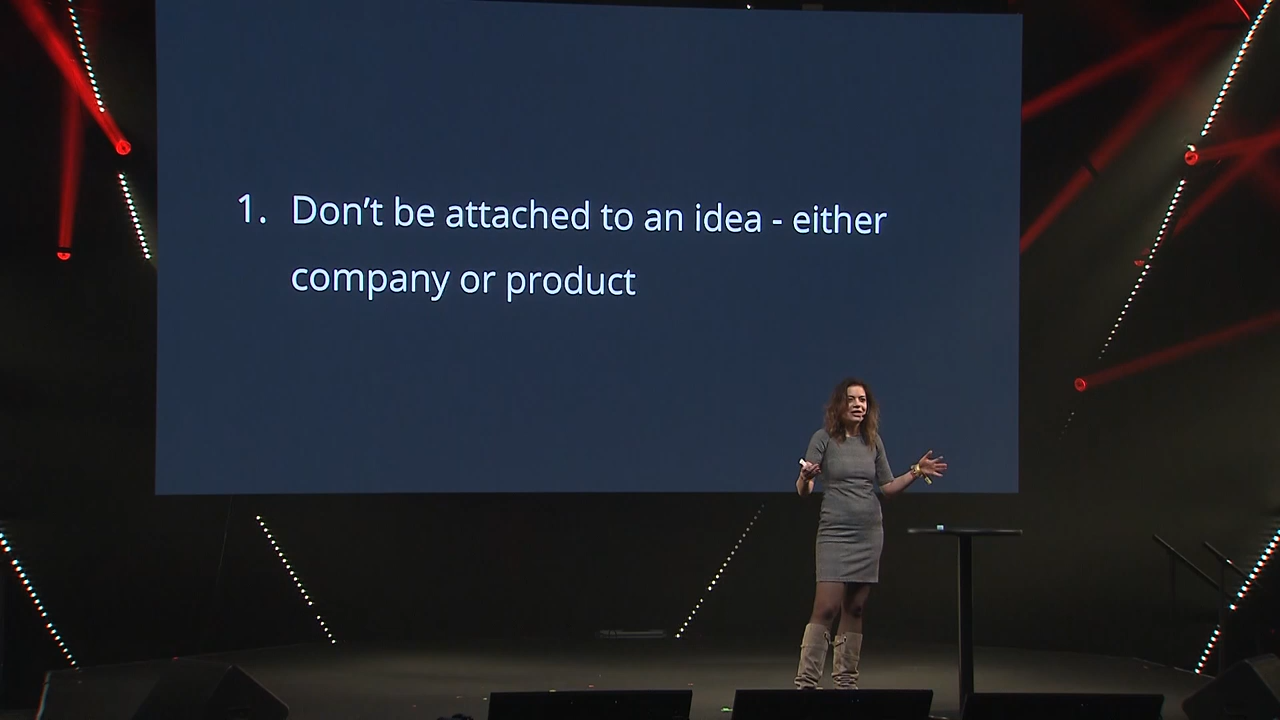 1. Don’t be attached to an idea - either
company or product